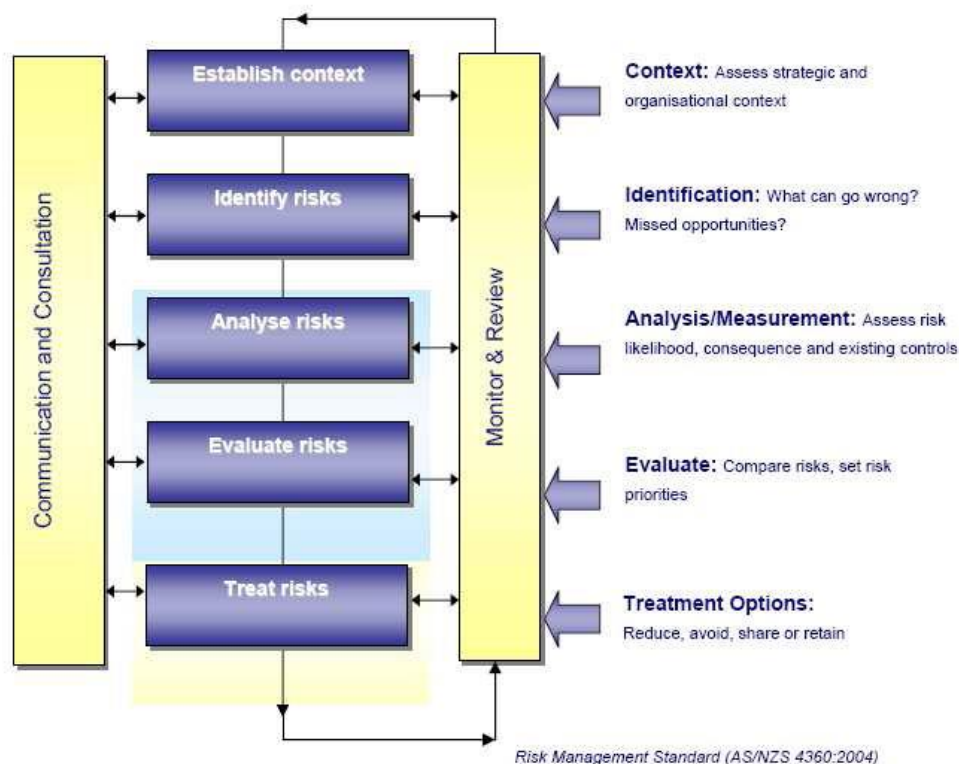 Communication and Consultation
Establish context
Identify risks
Analyse risks
Evaluate risks
Treat risks
Monitor & Review
Context: Assess strategic and
organisational context
Identification: What can go wrong?
Missed opportunities?
Analysis/Measurement: Assess risk
likelihood, consequence and existing controls
Evaluate: Compare risks, set risk
priorities
Treatment Options:
Reduce, avoid, share or retain
Risk Management Standard (AS/NZS 4360:2004)